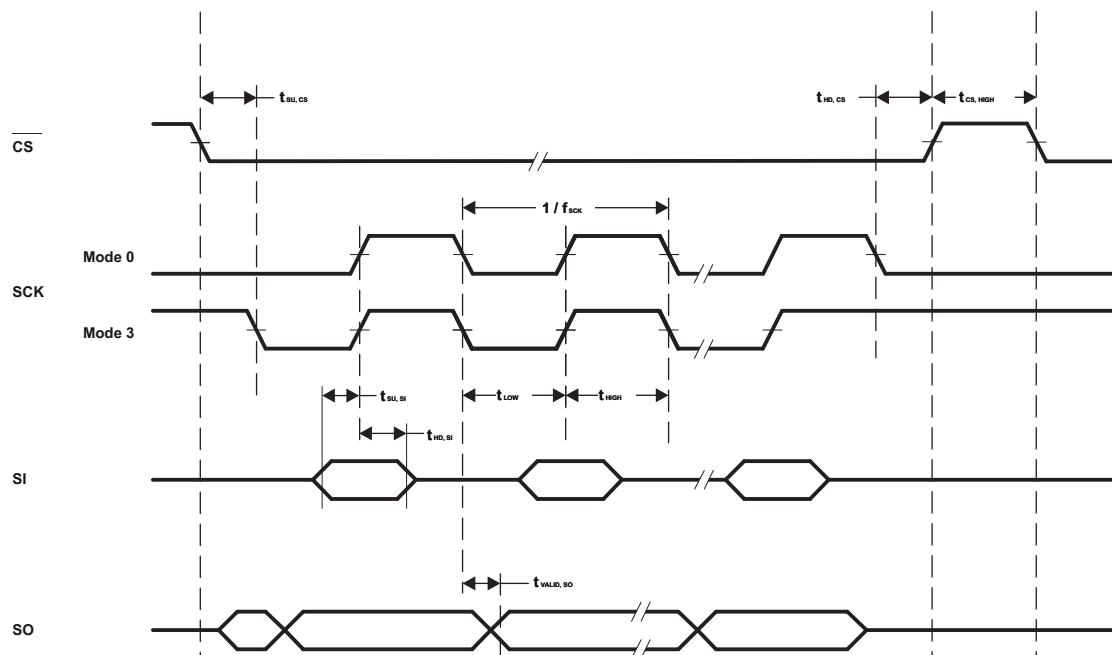 t SU, CS
t HD, CS
t CS, HIGH
CS
1 / f SCK
Mode 0
SCK
Mode 3
t SU, SI
t LOW
t HIGH
t HD, SI
SI
t VALID, SO
SO